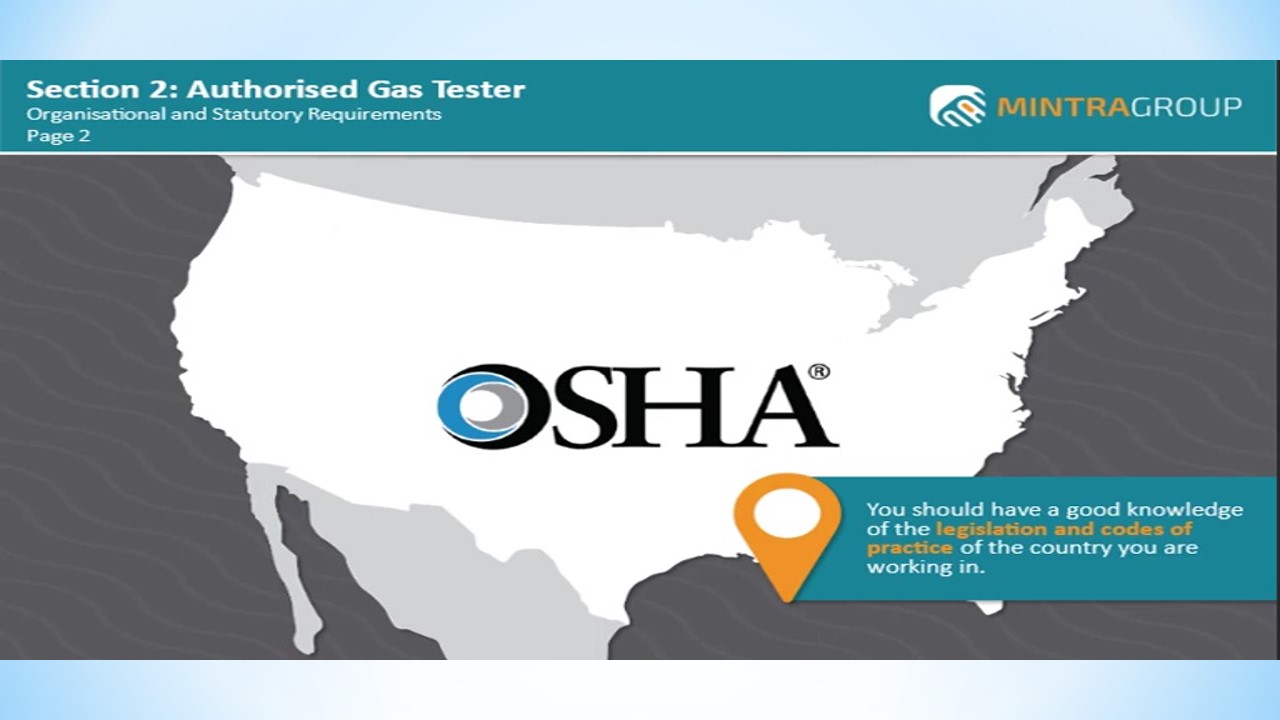 Section 2: Authorised Gas Tester
Organisational and Statutory Requirements
Page 2
MINTRAGROUP
OSHA®
You should have a good knowledge
of the legislation and codes of
practice of the country you are
working in.